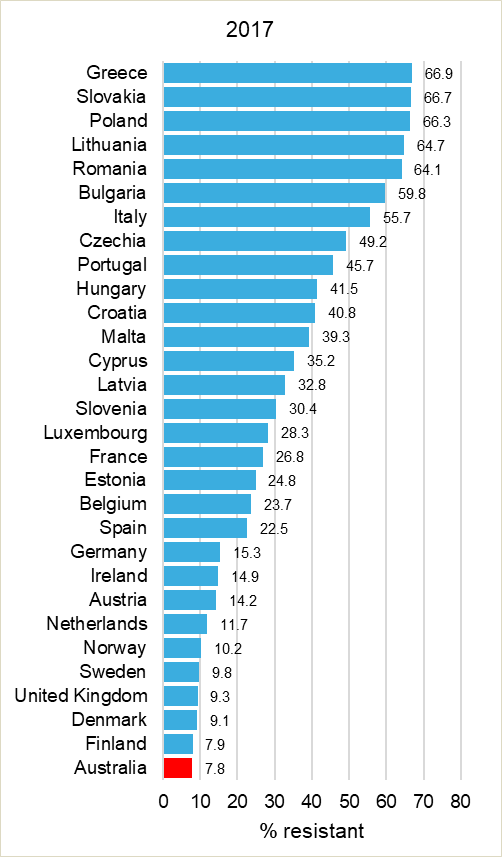 2017
Greece 66.9
Slovakia 66.7
Poland 66.3
Lithuania 64.7
Romania 64.1
Bulgaria 59.8
Italy 55.7
Czechia 49.2
Portugal 45.7
Hungary 41.5
Croatia 40.8
Malta 39.3
Cyprus 35.2
Latvia 32.8
Slovenia 30.4
Luxembourg 28.3
France 26.8
Estonia 24.8
Belgium 23.7
Spain 22.5
Germany 15.3
Ireland 14.9
Austria 14.2
Netherlands 11.7
Norway 10.2
Sweden 9.8
United Kingdom 9.3
Denmark 9.1
Finland 7.9
Australia 7.8
0 10 20 30 40 50 60 70 80
% resistant